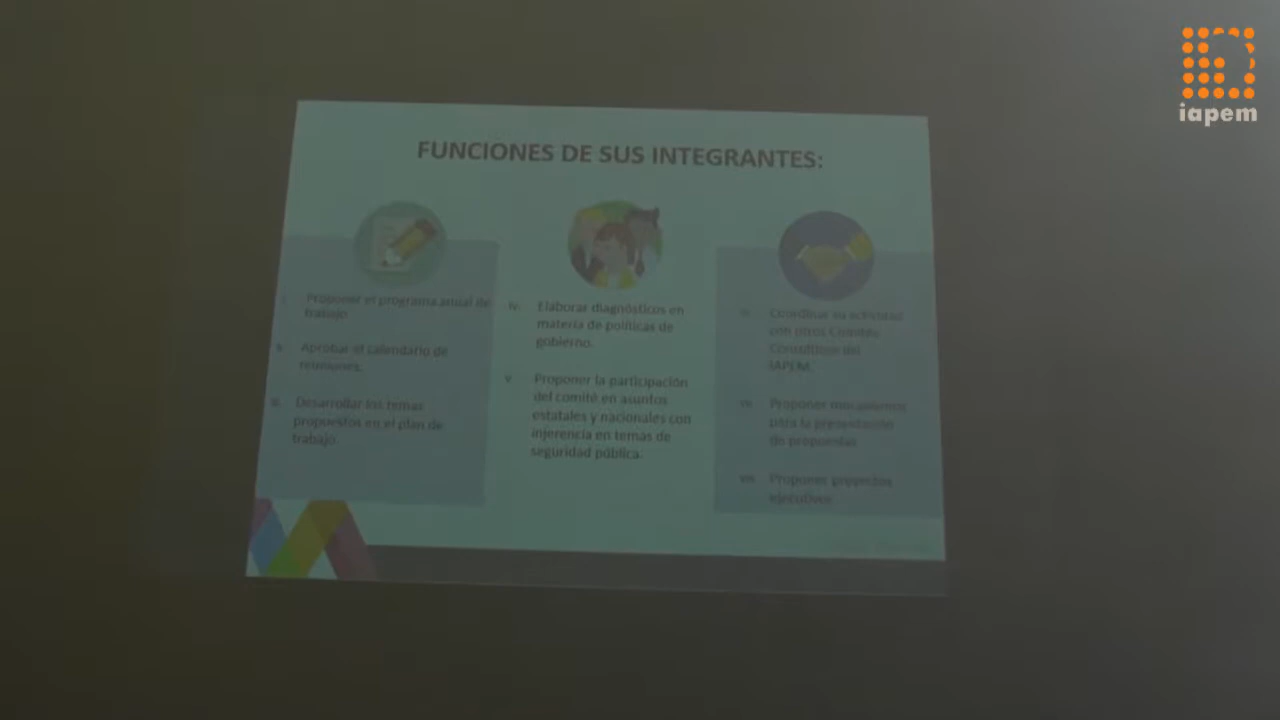 iapem
FUNCIONES DE SUS INTEGRANTES:
Proponer el programa anual de
trabajo
Aprobar el calendario de
reuniones.
Desarrollar los temas
propuestos en el plan de
trabajo.
iv. Elaborar diagnósticos en
materia de políticas de
gobierno.
v. Proponer la participación
del comité en asuntos
estatales y nacionales con
injerencia en temas de
seguridad pública.
Coordinar su actividad
con otros Comités
Consultivos del
IAPEM.
Proponer mecanismos
para la presentación
de propuestas
Proponer proyectos
ejecutivos